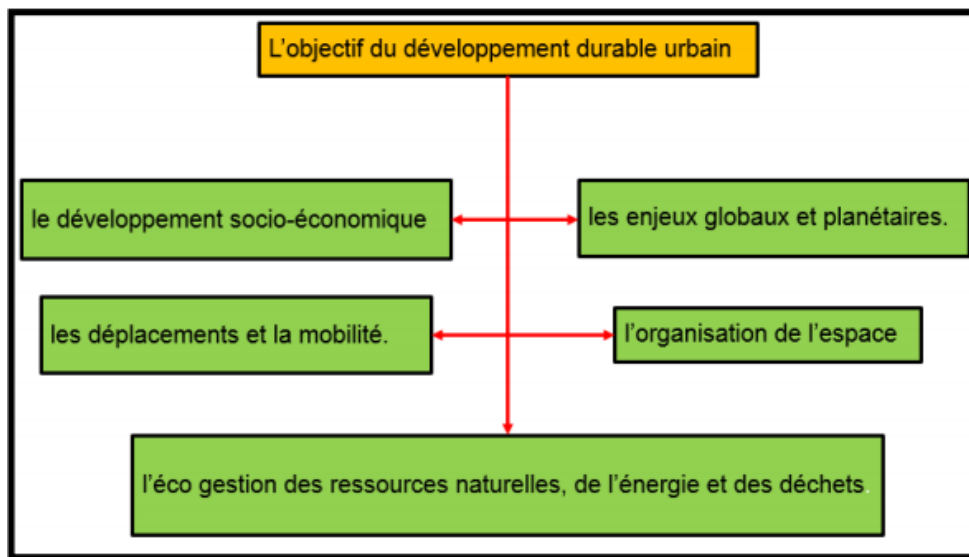 L'objectif du développement durable urbain
le développement socio-économique
les enjeux globaux et planétaires.
les déplacements et la mobilité.
l'organisation de l'espace
l'éco gestion des ressources naturelles, de l'énergie et des déchets.